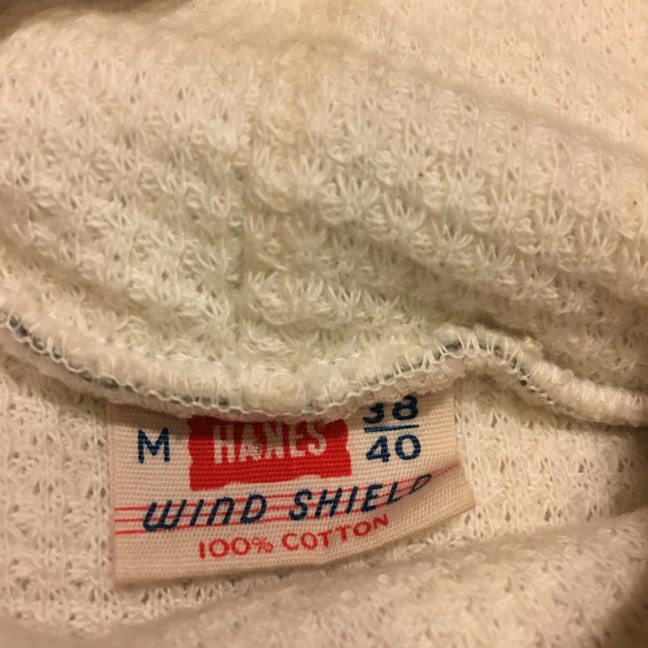 M HANES 38
40
WIND SHIELD
100% COTTON